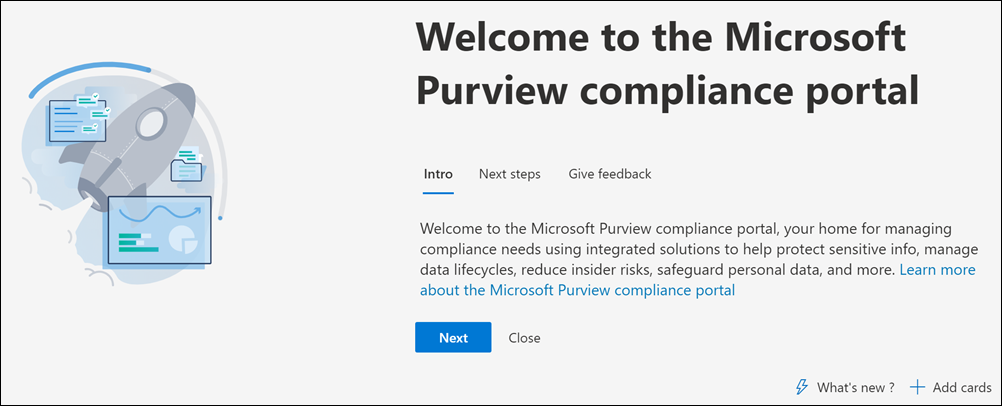 Welcome to the Microsoft
Purview compliance portal
Intro Next steps Give feedback
Welcome to the Microsoft Purview compliance portal, your home for managing
compliance needs using integrated solutions to help protect sensitive info, manage
data lifecycles, reduce insider risks, safeguard personal data, and more. Learn more
about the Microsoft Purview compliance portal
Next Close
What's new ? Add cards